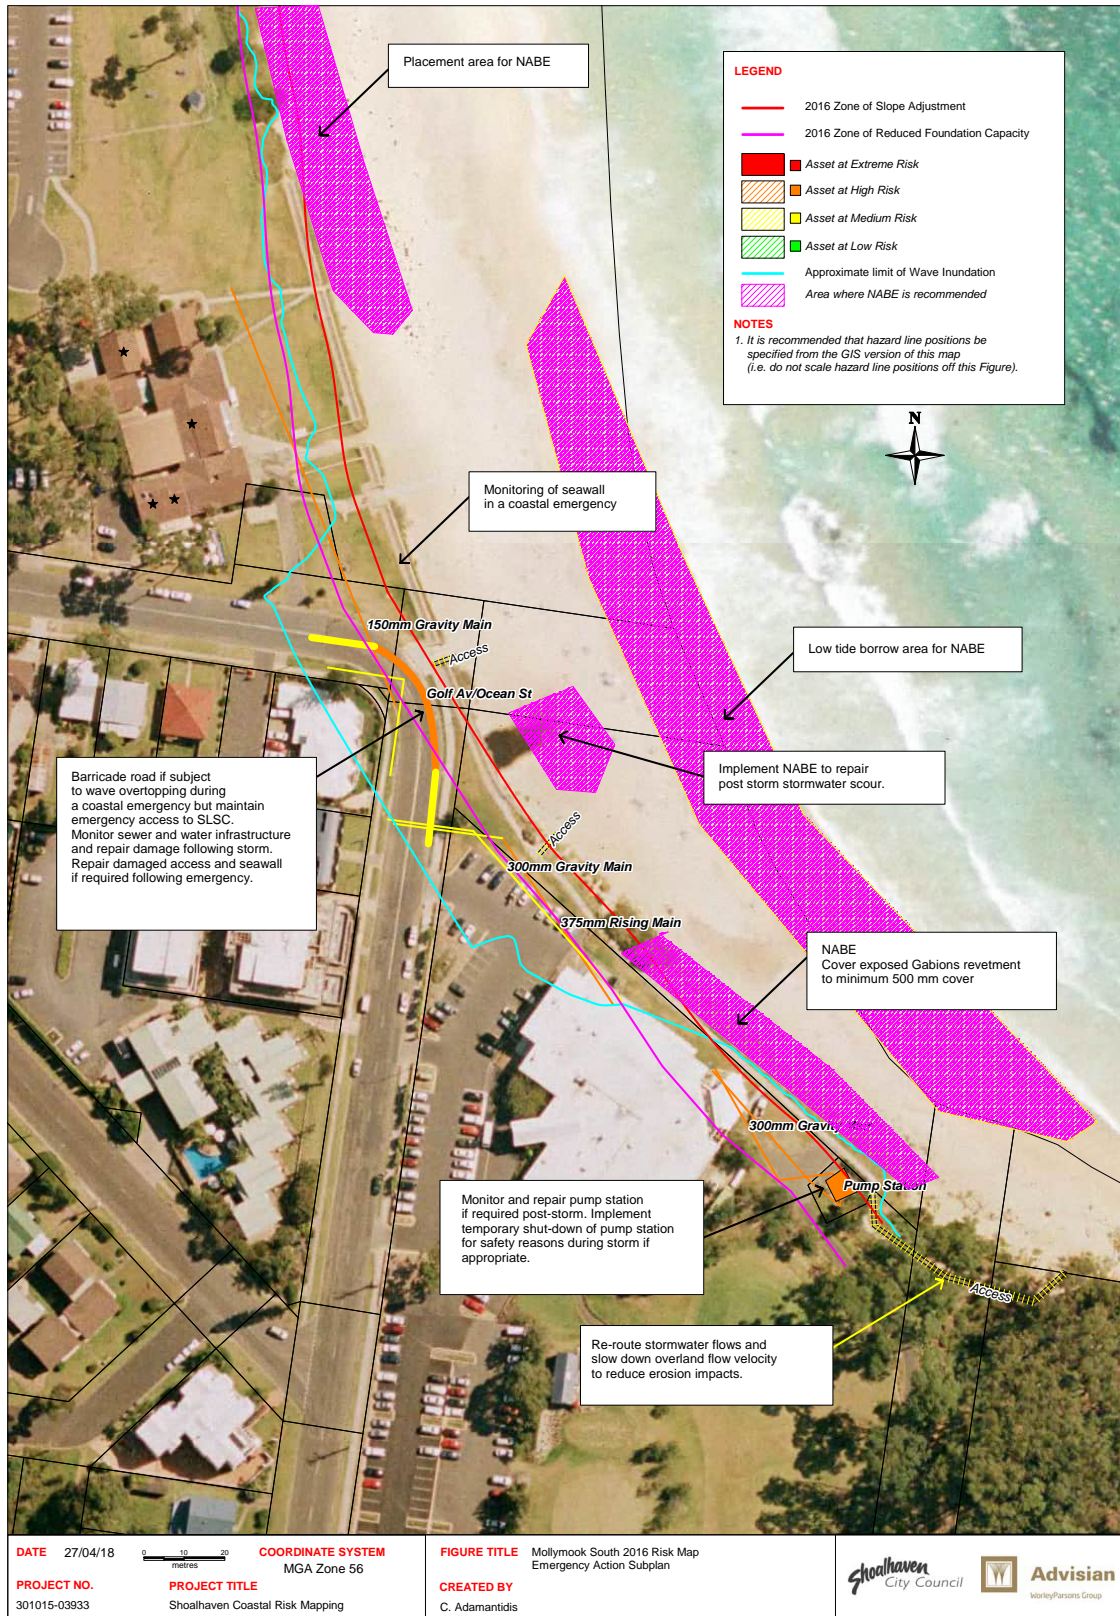 Placement area for NABE
LEGEND
2016 Zone of Slope Adjustment
2016 Zone of Reduced Foundation Capacity
Asset at Extreme Risk
Asset at High Risk
Asset at Medium Risk
Asset at Low Risk
Approximate limit of Wave Inundation
Area where NABE is recommended
NOTES
1. It is recommended that hazard line positions be
specified from the GIS version of this map
(i.e. do not scale hazard line positions off this Figure).
N
Monitoring of seawall
in a coastal emergency
150mm Gravity Main
Access
Low tide borrow area for NABE
Golf Av/Ocean St
Implement NABE to repair
post storm stormwater scour.
Barricade road if subject
to wave overtopping during
a coastal emergency but maintain
emergency access to SLSC.
Monitor sewer and water infrastructure
and repair damage following storm.
Repair damaged access and seawall
if required following emergency.
Access
300mm Gravity Main
375mm Rising Main
NABE
Cover exposed Gabions revetment
to minimum 500 mm cover
300mm Gravity
Pump Station
Monitor and repair pump station
if required post-storm. Implement
temporary shut-down of pump station
for safety reasons during storm if
appropriate.
Access
Re-route stormwater flows and
slow down overland flow velocity
to reduce erosion impacts.
DATE 27/04/18
0 10 20
metres
COORDINATE SYSTEM
MGA Zone 56
PROJECT NO.
301015-03933
PROJECT TITLE
Shoalhaven Coastal Risk Mapping
FIGURE TITLE Mollymook South 2016 Risk Map
Emergency Action Subplan
CREATED BY
C. Adamantidis
Shoalhaven
City Council
Advisian
WorleyParsons Group